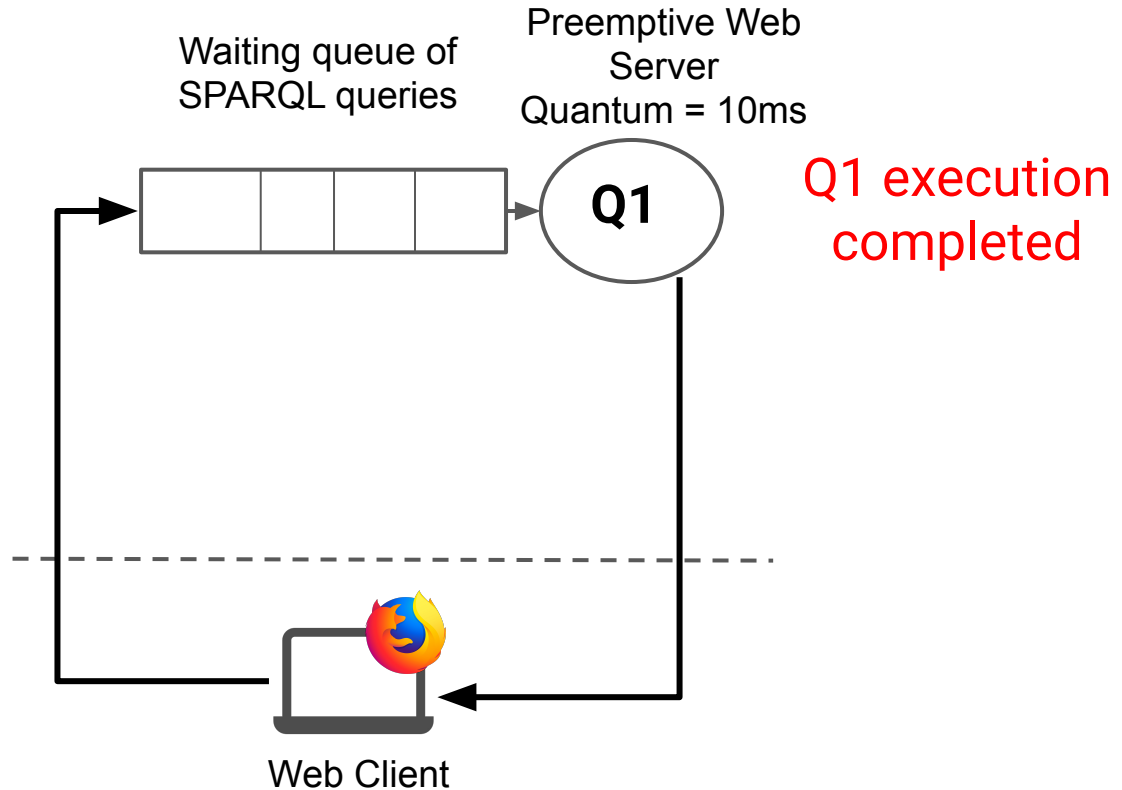 Waiting queue of
SPARQL queries
Preemptive Web
Server
Quantum = 10ms
Q1
Q1 execution
completed
Web Client